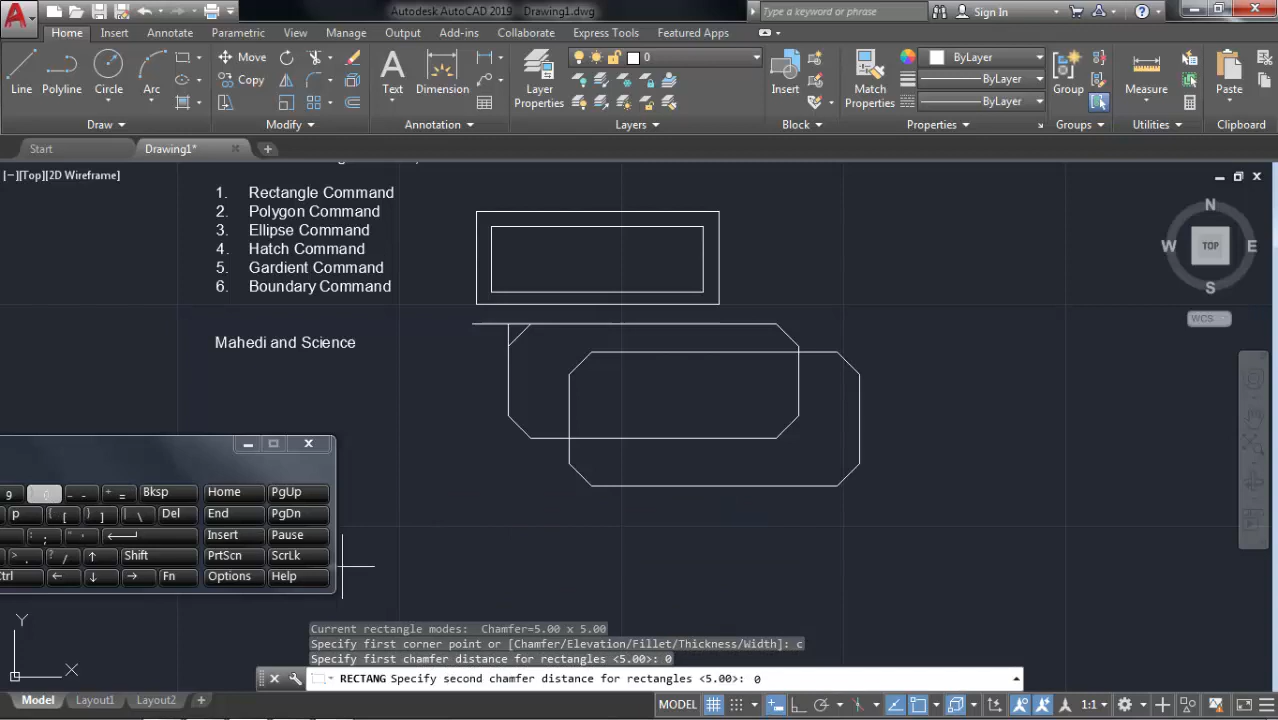 Autodesk AutoCAD 2019 Drawing1.dwg
Type a keyword or phrase
Sign In
Home Insert Annotate Parametric View Manage Output Add-ins Collaborate Express Tools Featured Apps
Line Polyline Circle Arc
Move
Copy
Text Dimension
Layer
Properties
0
Insert
Match
Properties
ByLayer
ByLayer
ByLayer
Group
Measure
Paste
Draw Modify Annotation Layers Block Properties Groups Utilities Clipboard
Start Drawing1*
[−][Top][2D Wireframe]
1. Rectangle Command
2. Polygon Command
3. Ellipse Command
4. Hatch Command
5. Gardient Command
6. Boundary Command
Mahedi and Science
N
W TOP E
S
WCS
9 - - + = Bksp Home PgUp
p { [ } ] | \ Del End PgDn
: ; " ' Insert Pause
> . ? / Shift PrtScn ScrLk
Ctrl Fn Options Help
Y
X
Current rectangle modes: Chamfer=5.00 x 5.00
Specify first corner point or [Chamfer/Elevation/Fillet/Thickness/Width]: c
Specify first chamfer distance for rectangles <5.00>: 0
RECTANG Specify second chamfer distance for rectangles <5.00>: 0
Model Layout1 Layout2 +
MODEL 1:1